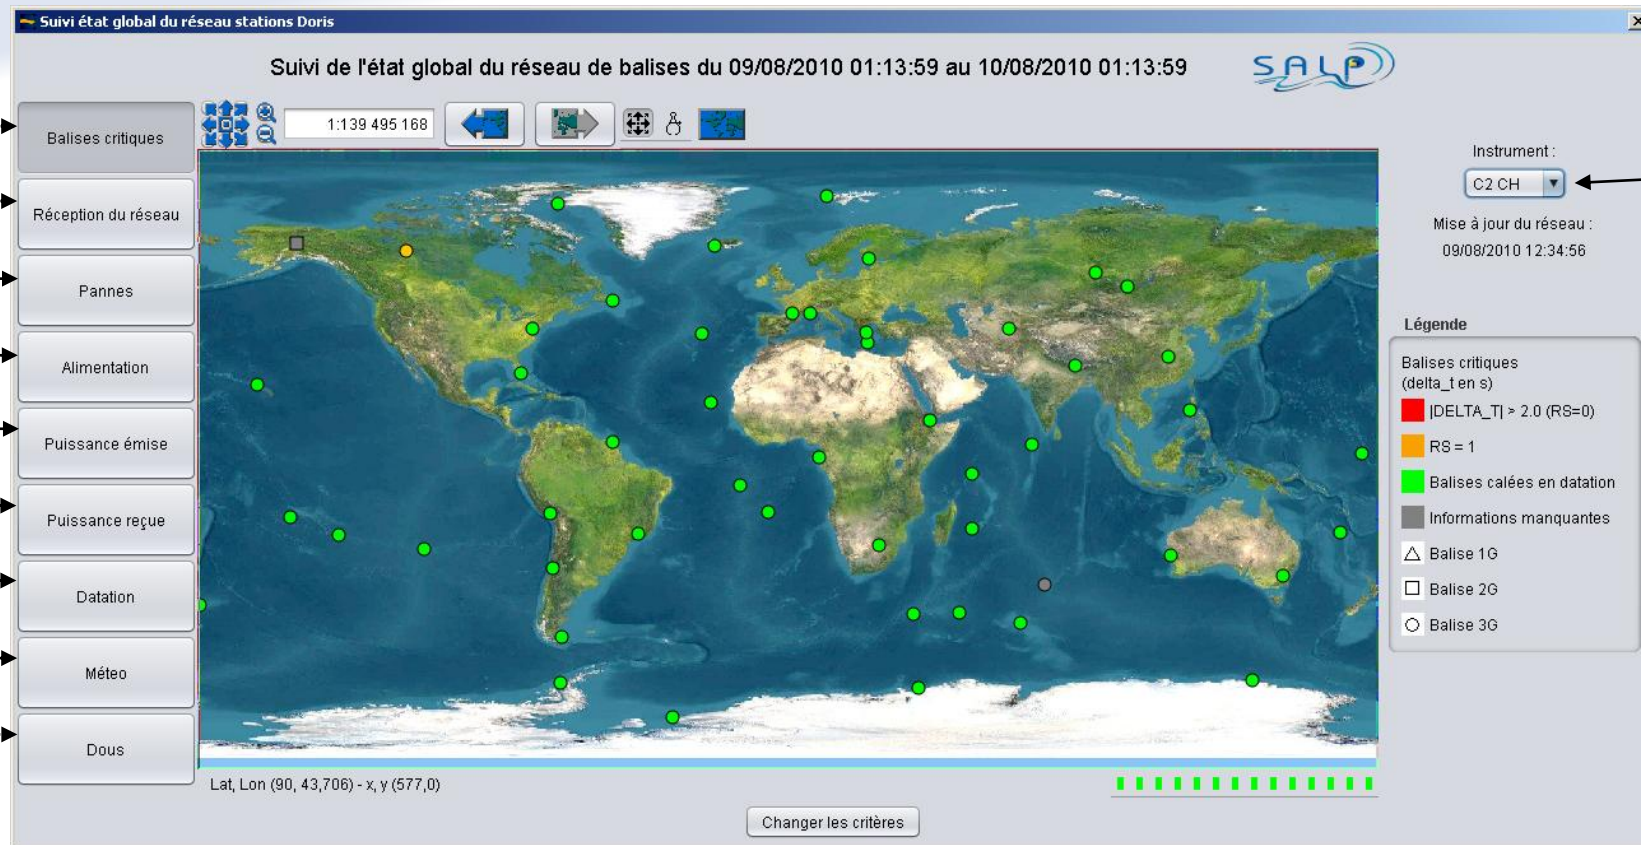 Suivi état global du réseau stations Doris
Suivi de l'état global du réseau de balises du 09/08/2010 01:13:59 au 10/08/2010 01:13:59
SALP
1:139 495 168
Balises critiques
Réception du réseau
Pannes
Alimentation
Puissance émise
Puissance reçue
Datation
Méteo
Dous
Instrument :
C2 CH
Mise à jour du réseau :
09/08/2010 12:34:56
Légende
Balises critiques
(delta_t en s)
|DELTA_T| > 2.0 (RS=0)
RS = 1
Balises calées en datation
Informations manquantes
Balise 1G
Balise 2G
Balise 3G
Lat, Lon (90, 43,706) - x, y (577,0)
Changer les critères